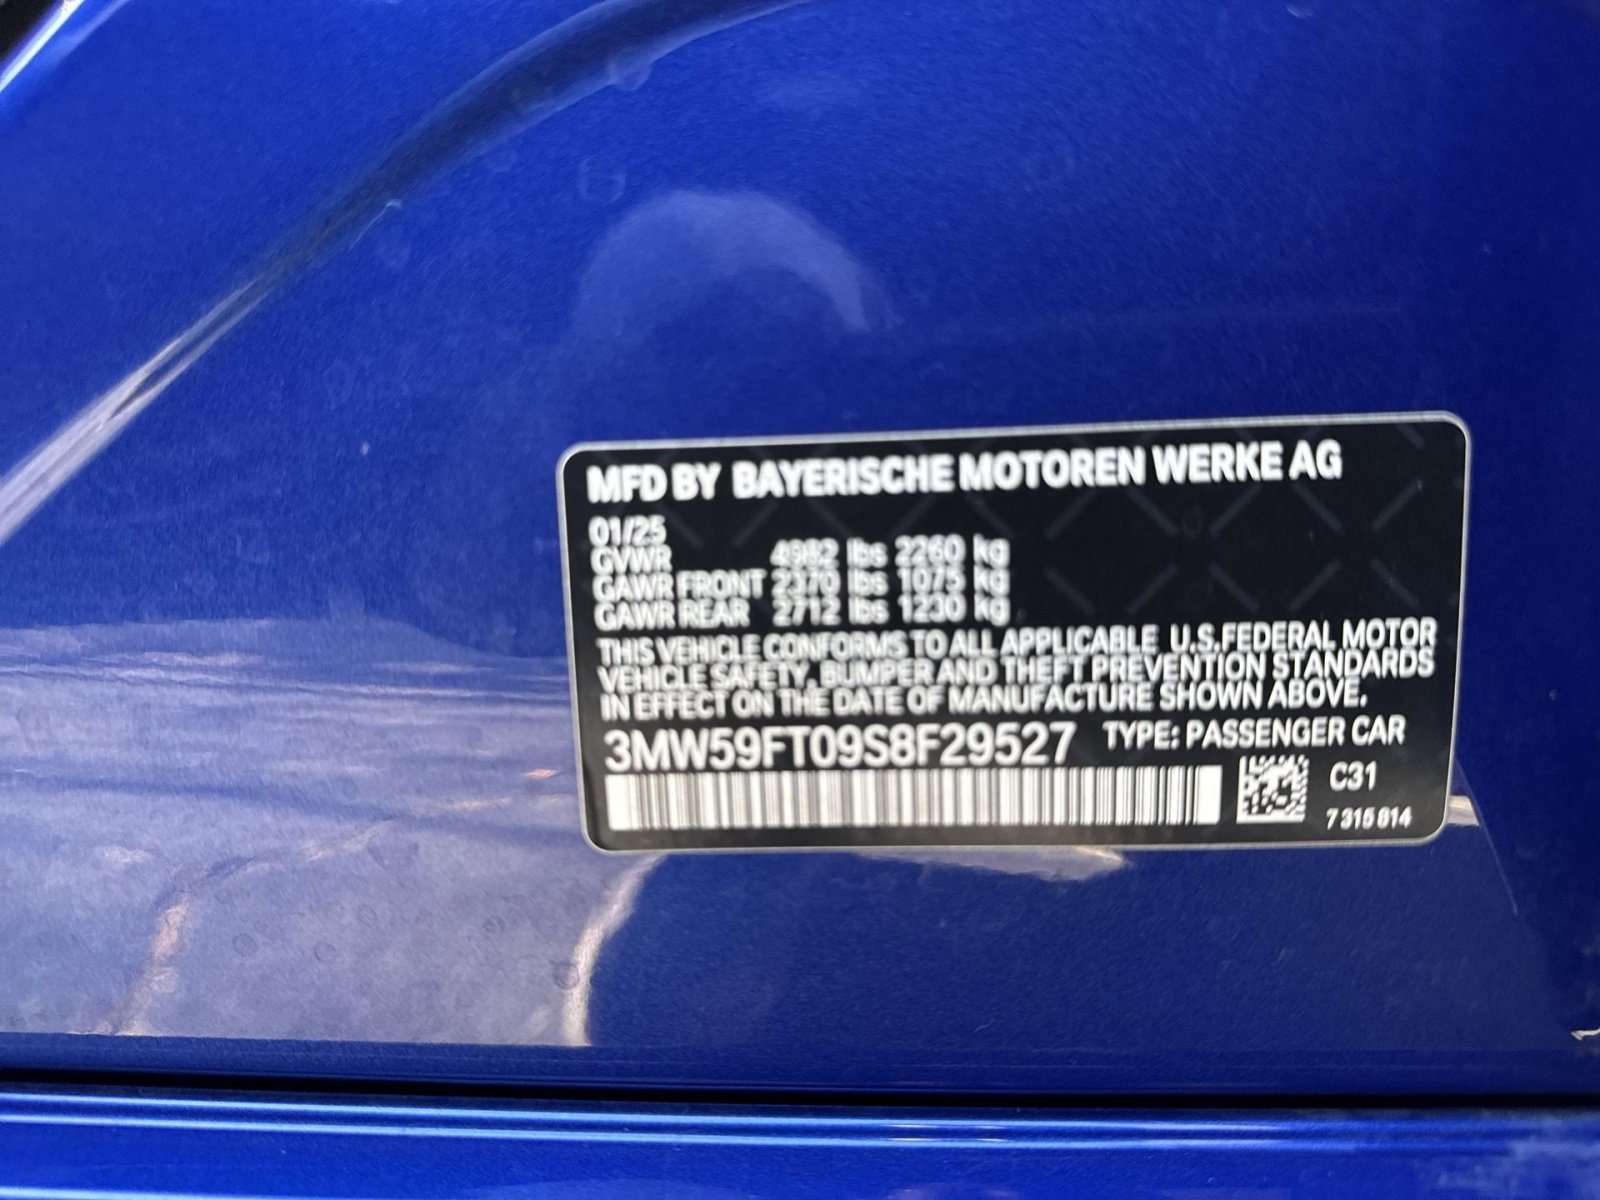 MFD BY BAYERISCHE MOTOREN WERKE AG
01/25
GVWR 4982 lbs 2260 kg
GAWR FRONT 2370 lbs 1075 kg
GAWR REAR 2712 lbs 1230 kg
THIS VEHICLE CONFORMS TO ALL APPLICABLE U.S.FEDERAL MOTOR
VEHICLE SAFETY, BUMPER AND THEFT PREVENTION STANDARDS
IN EFFECT ON THE DATE OF MANUFACTURE SHOWN ABOVE.
3MW59FT09S8F29527 TYPE: PASSENGER CAR
C31
7 315 814